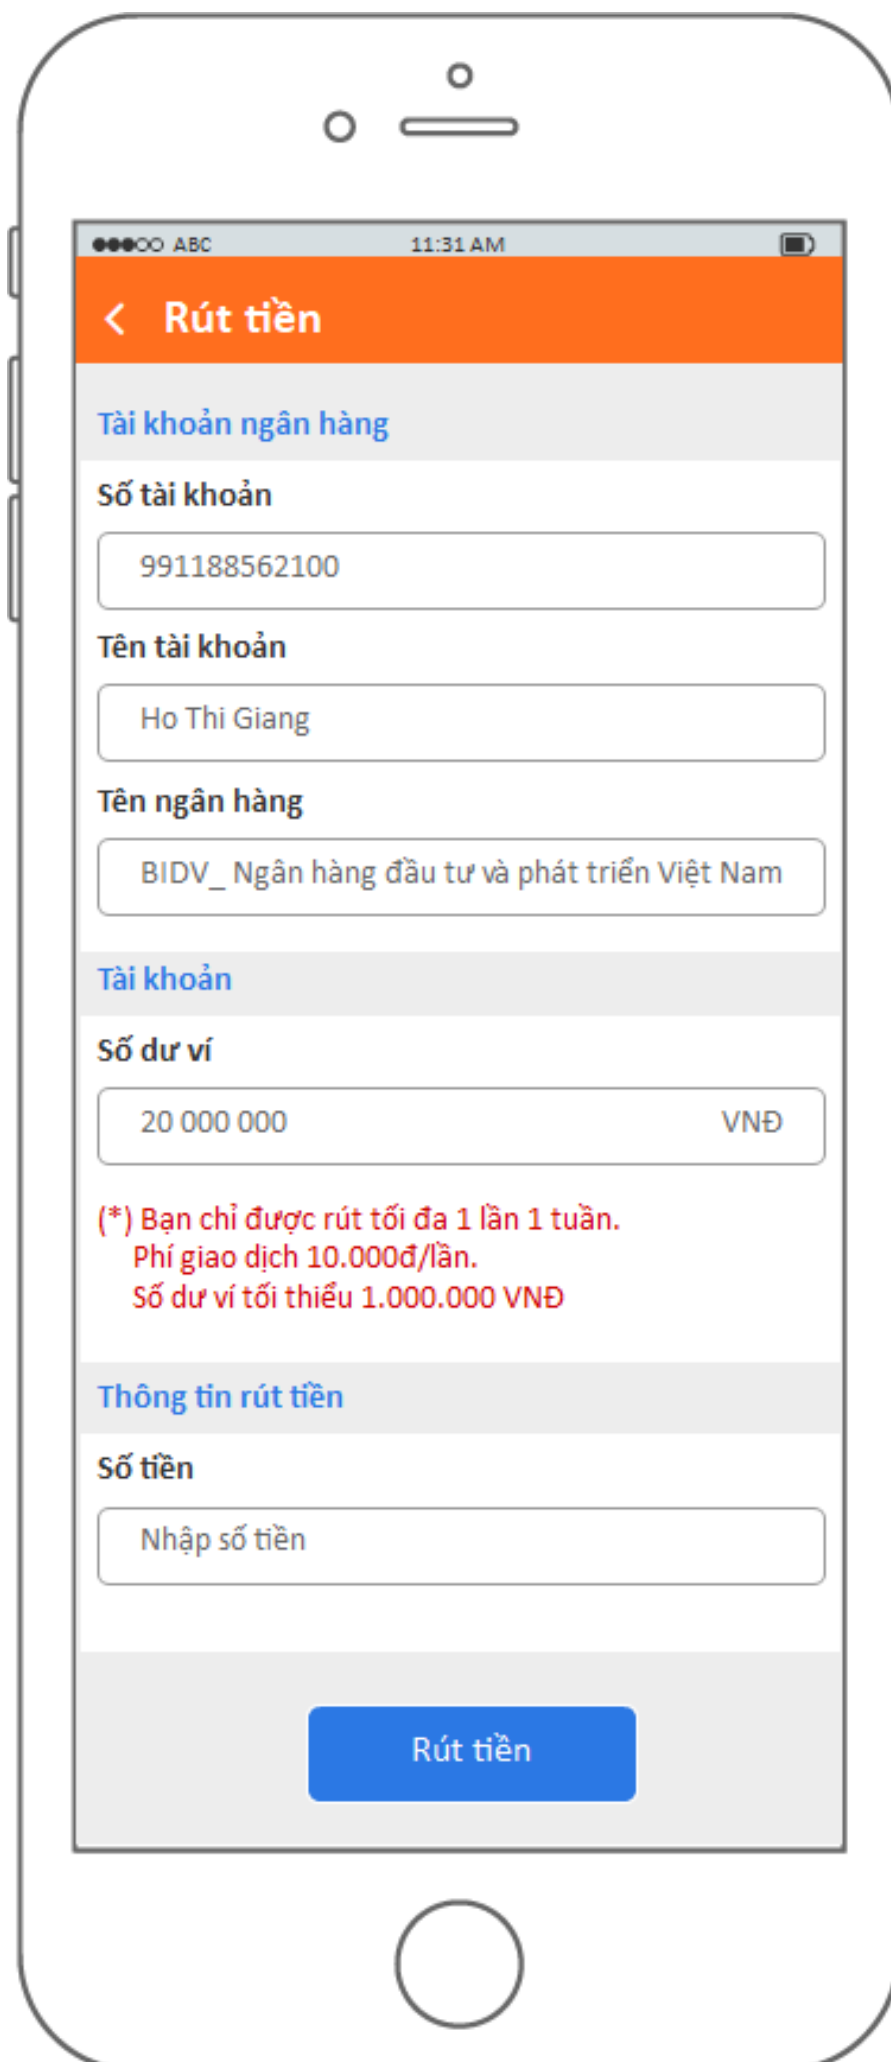 ABC 11:31 AM
Rút tiền
Tài khoản ngân hàng
Số tài khoản
991188562100
Tên tài khoản
Ho Thi Giang
Tên ngân hàng
BIDV_ Ngân hàng đầu tư và phát triển Việt Nam
Tài khoản
Số dư ví
20 000 000 VNĐ
(*) Bạn chỉ được rút tối đa 1 lần 1 tuần.
Phí giao dịch 10.000đ/lần.
Số dư ví tối thiểu 1.000.000 VNĐ
Thông tin rút tiền
Số tiền
Nhập số tiền
Rút tiền